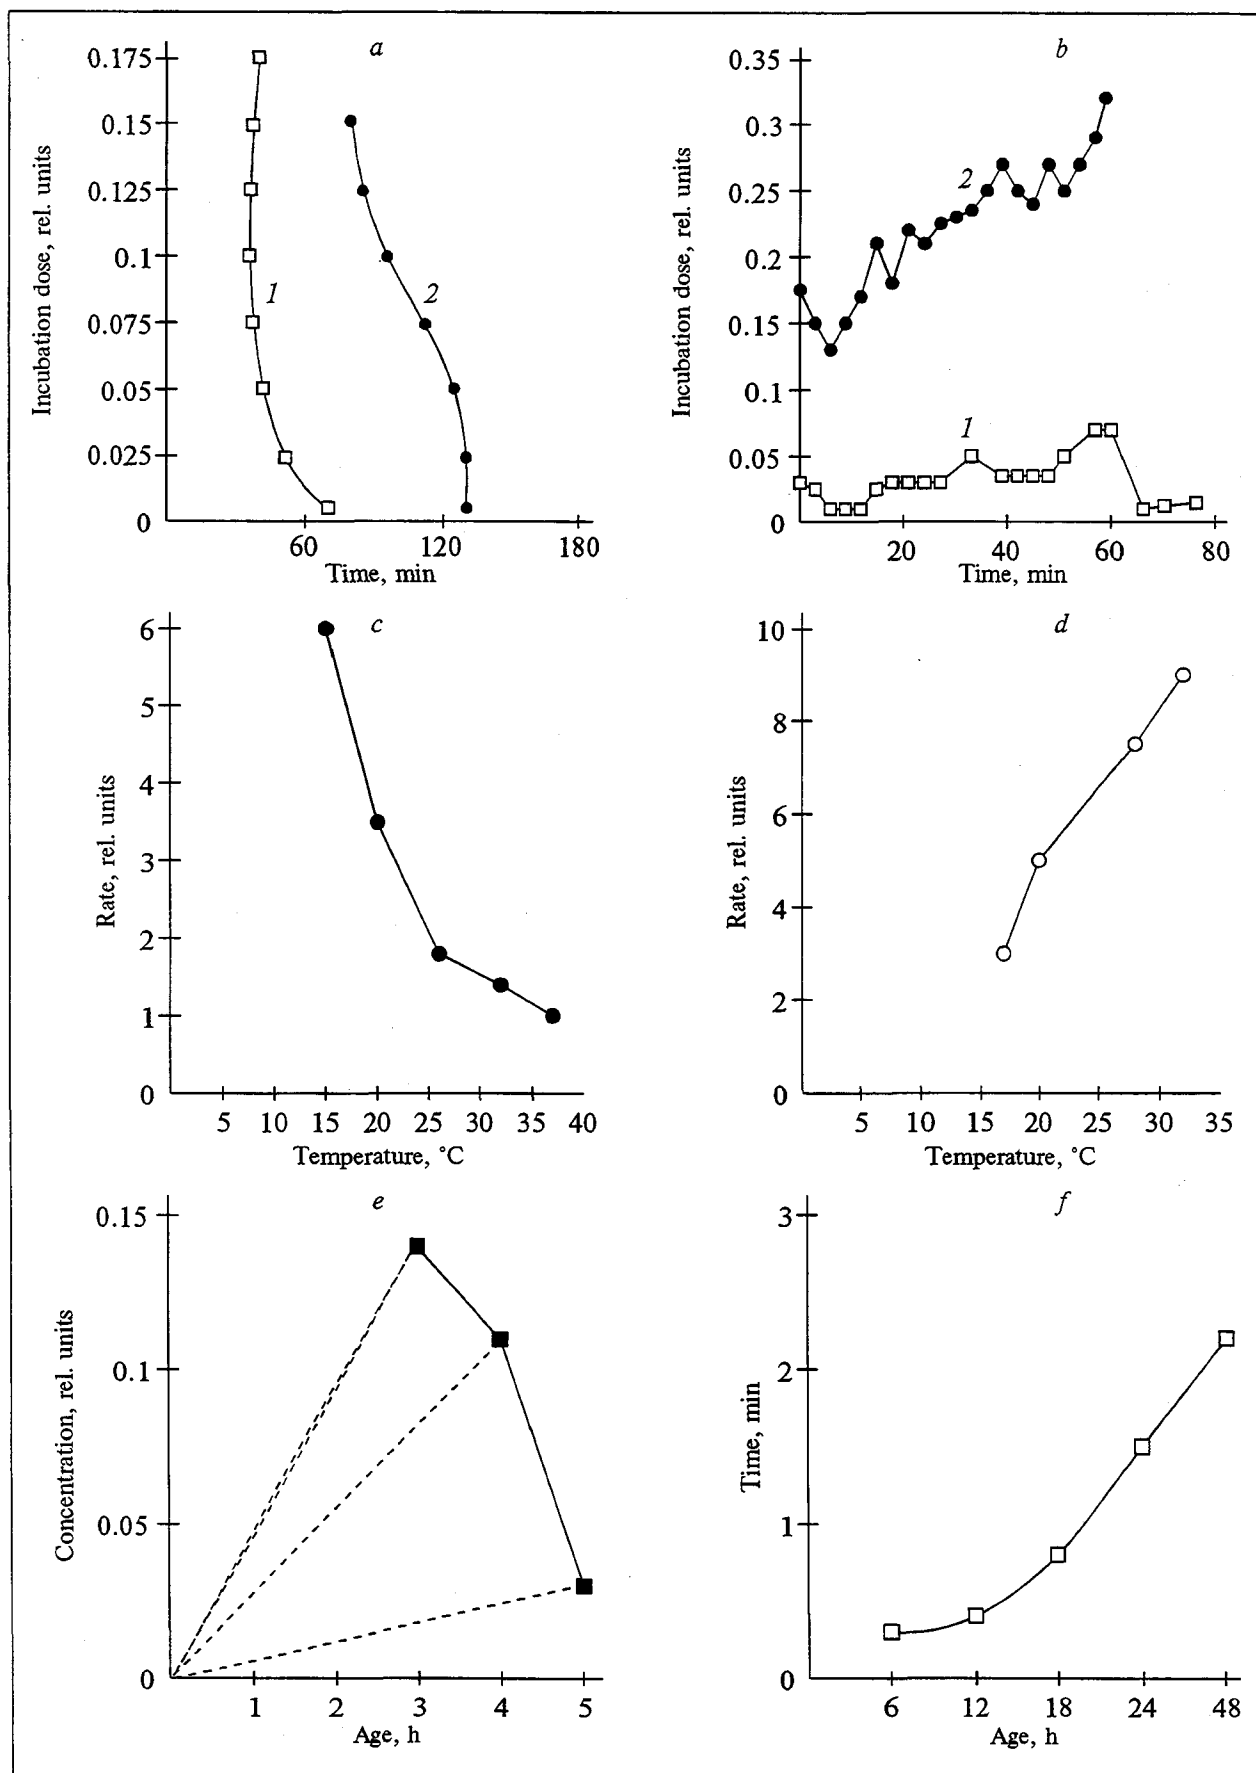 a
Incubation dose, rel. units
0.175
0.15
0.125
0.1
0.075
0.05
0.025
0
1
2
60 120 180
Time, min
b
Incubation dose, rel. units
0.35
0.3
0.25
0.2
0.15
0.1
0.05
0
2
1
20 40 60 80
Time, min
c
Rate, rel. units
6
5
4
3
2
1
0
5 10 15 20 25 30 35 40
Temperature, °C
d
Rate, rel. units
10
8
6
4
2
0
5 10 15 20 25 30 35
Temperature, °C
e
Concentration, rel. units
0.15
0.1
0.05
0
1 2 3 4 5
Age, h
f
Time, min
3
2
1
0
6 12 18 24 48
Age, h